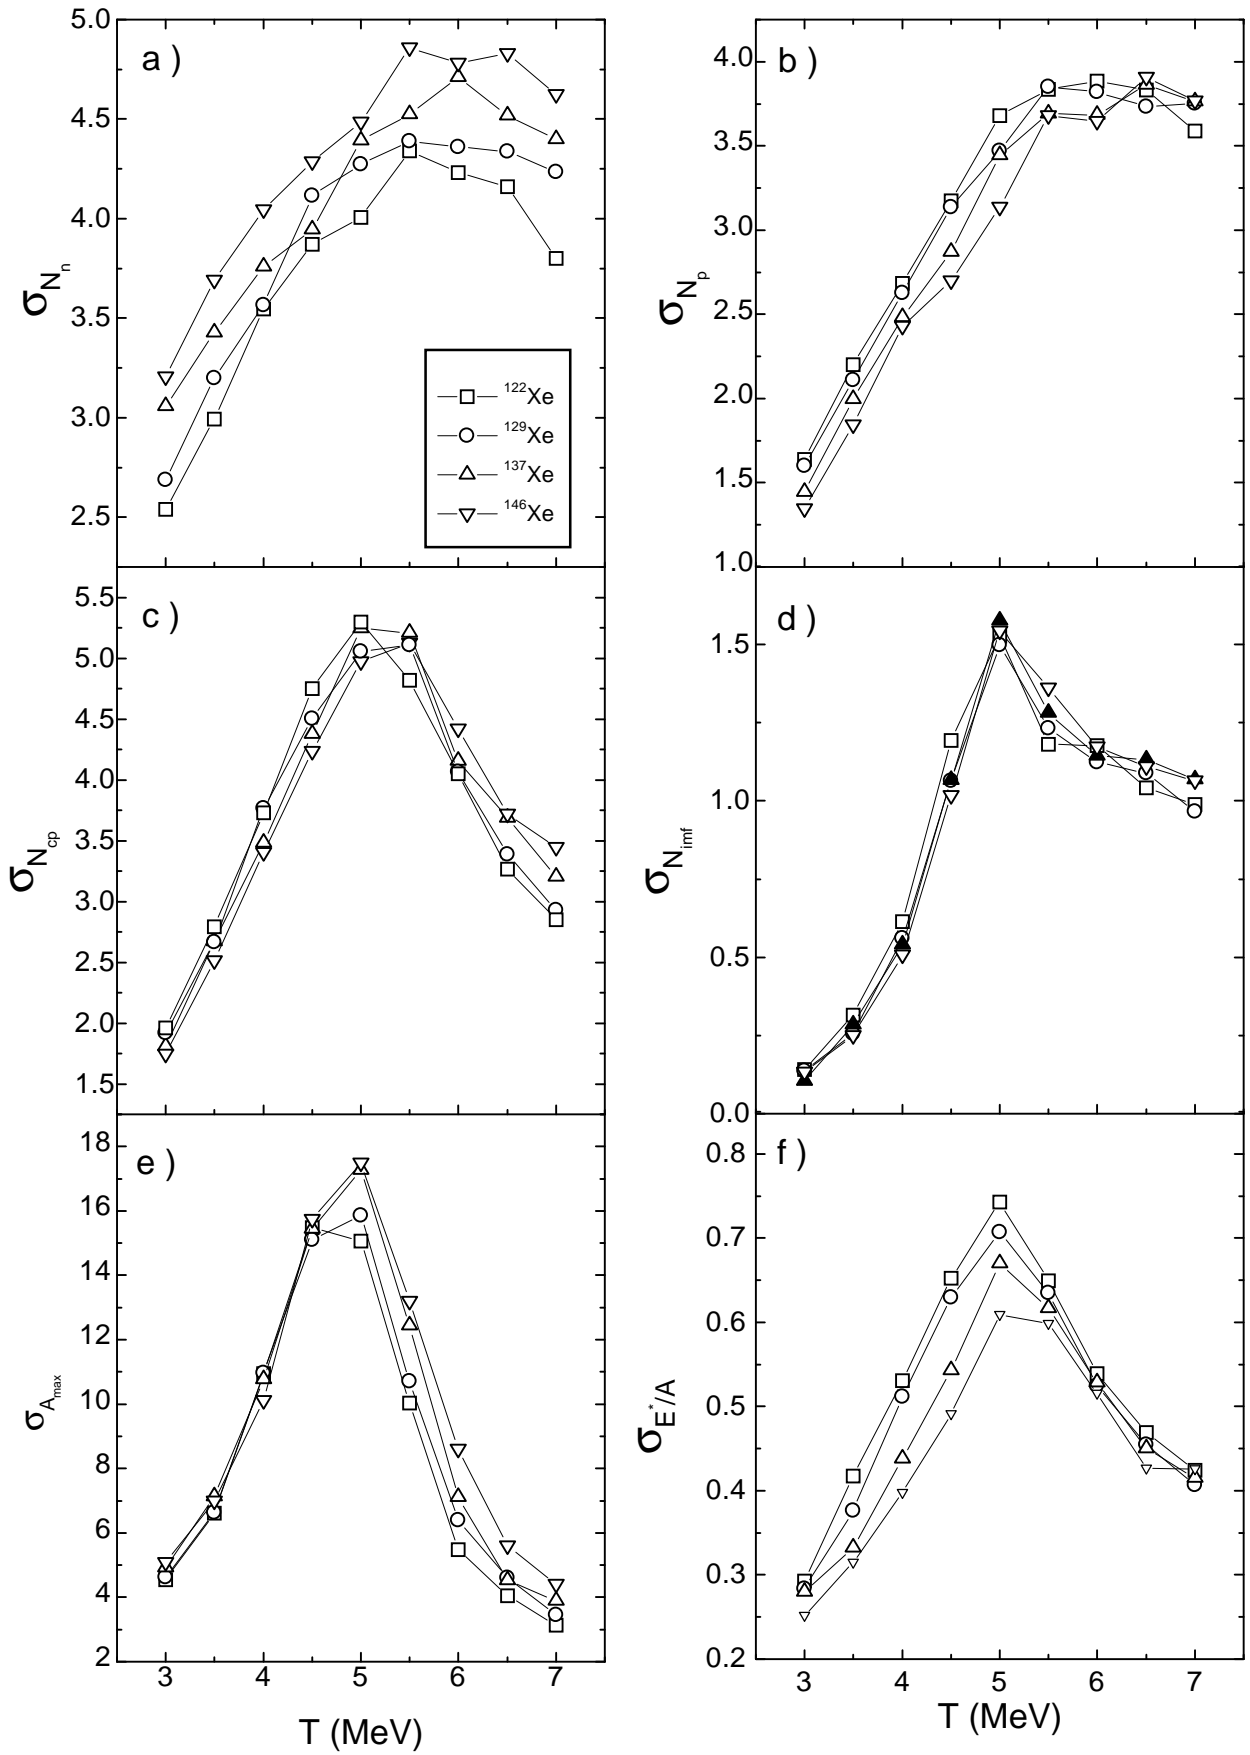 a )
5.0
4.5
4.0
3.5
3.0
2.5
σNn
122Xe
129Xe
137Xe
146Xe
b )
4.0
3.5
3.0
2.5
2.0
1.5
1.0
σNp
c )
5.5
5.0
4.5
4.0
3.5
3.0
2.5
2.0
1.5
σNcp
d )
1.5
1.0
0.5
0.0
σNimf
e )
18
16
14
12
10
8
6
4
2
σAmax
3 4 5 6 7
T (MeV)
f )
0.8
0.7
0.6
0.5
0.4
0.3
0.2
σE*/A
3 4 5 6 7
T (MeV)